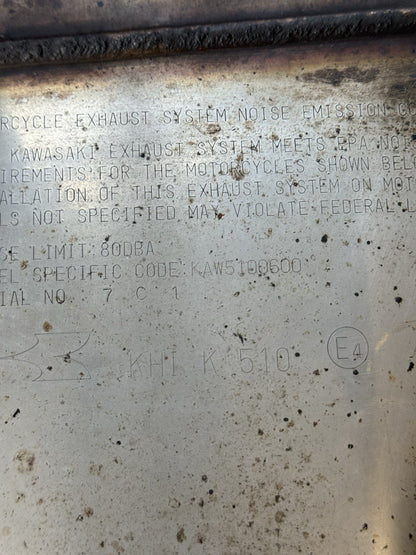 RCYCLE EXHAUST SYSTEM NOISE EMISSION C
KAWASAKI EXHAUST SYSTEM MEETS EPA NOI
IREMENTS FOR THE MOTORCYCLES SHOWN BEL
ALLATION OF THIS EXHAUST SYSTEM ON MOT
LS NOT SPECIFIED MAY VIOLATE FEDERAL L
SE LIMIT 80DBA
EL SPECIFIC CODE KAW5100600
IAL NO. 7 C 1
KHI K 510 E4